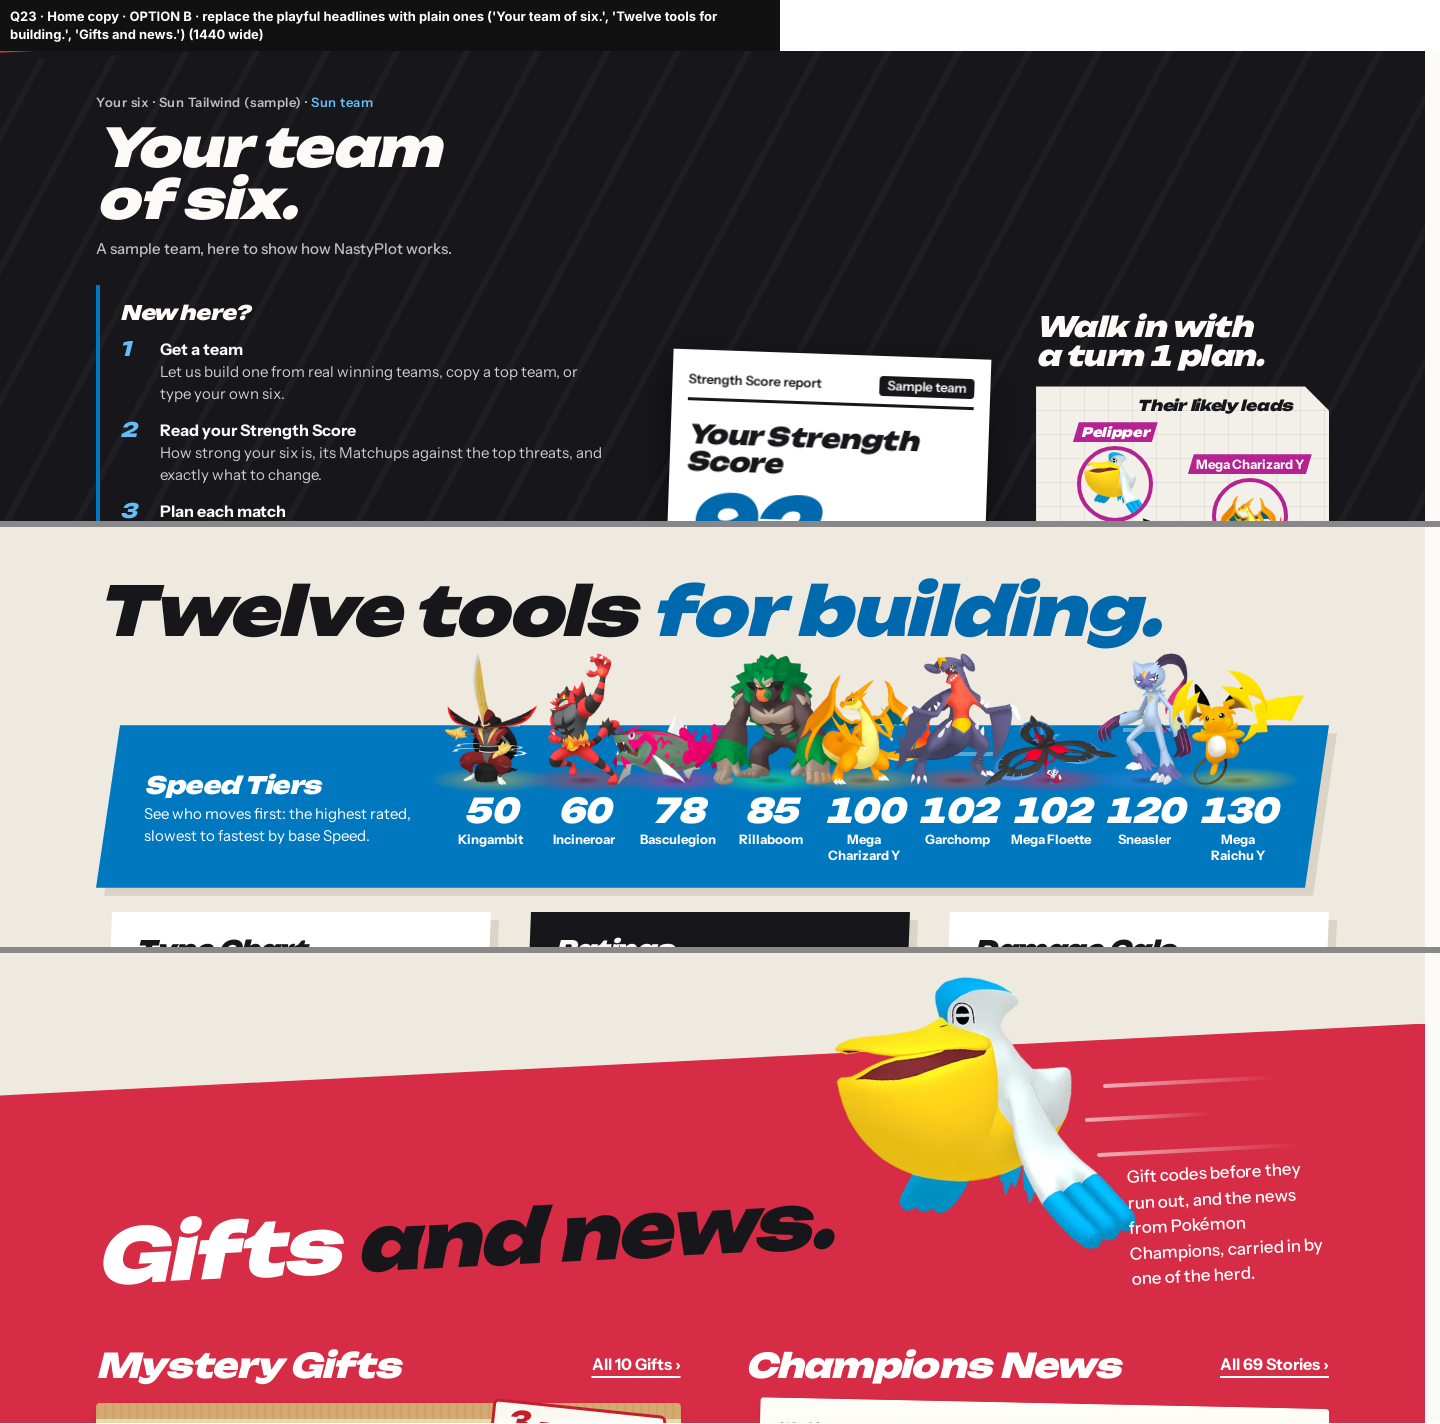 Q23 · Home copy · OPTION B · replace the playful headlines with plain ones ('Your team of six.', 'Twelve tools for
building.', 'Gifts and news.') (1440 wide)
Your six · Sun Tailwind (sample) · Sun team
Your team
of six.
A sample team, here to show how NastyPlot works.
New here?
1 Get a team
Let us build one from real winning teams, copy a top team, or
type your own six.
2 Read your Strength Score
How strong your six is, its Matchups against the top threats, and
exactly what to change.
3 Plan each match
Strength Score report
Sample team
Your Strength
Score
92
Walk in with
a turn 1 plan.
Their likely leads
Pelipper
Mega Charizard Y
Twelve tools for building.
Speed Tiers
See who moves first: the highest rated,
slowest to fastest by base Speed.
50 60 78 85 100 102 102 120 130
Kingambit Incineroar Basculegion Rillaboom Mega Garchomp Mega Floette Sneasler Mega
Charizard Y Raichu Y
Type Chart
Ratings
Damage Calc
Gift codes before they
run out, and the news
from Pokémon
Champions, carried in by
one of the herd.
Gifts and news.
Mystery Gifts
All 10 Gifts ›
Champions News
All 69 Stories ›
3